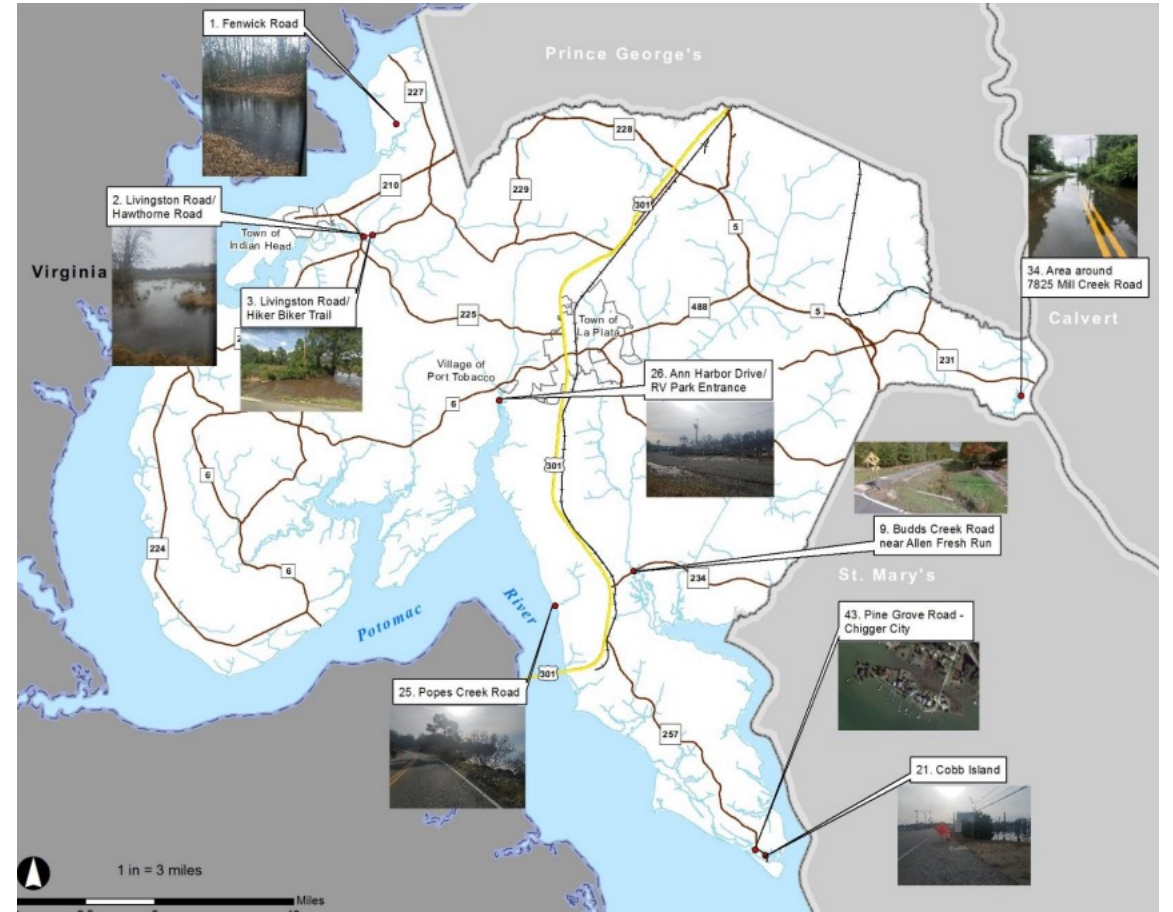 1. Fenwick Road
Prince George's
227
228
210
229
301
2. Livingston Road/
Hawthorne Road
Town of
Indian Head
5
Virginia
34. Area around
7825 Mill Creek Road
3. Livingston Road/
Hiker Biker Trail
225
Town of
La Plata
488
5
Calvert
231
Village of
Port Tobacco
6
26. Ann Harbor Drive/
RV Park Entrance
301
6
9. Budds Creek Road
near Allen Fresh Run
224
6
234
St. Mary's
Potomac
River
43. Pine Grove Road -
Chigger City
301
25. Popes Creek Road
257
21. Cobb Island
1 in = 3 miles
Miles